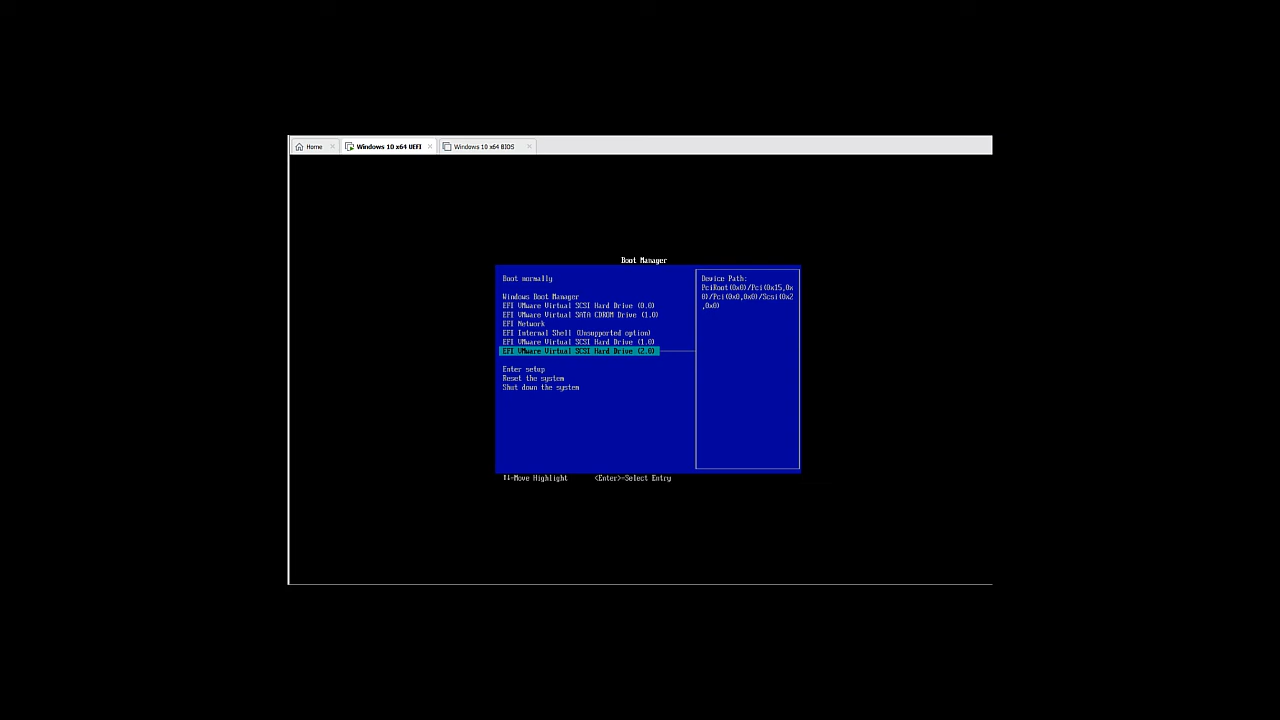 Home
Windows 10 x64 UEFI
Windows 10 x64 BIOS
Boot Manager
Boot normally
Windows Boot Manager
EFI VMware Virtual SCSI Hard Drive (0.0)
EFI VMware Virtual SATA CDROM Drive (1.0)
EFI Network
EFI Internal Shell (Unsupported option)
EFI VMware Virtual SCSI Hard Drive (1.0)
EFI VMware Virtual SCSI Hard Drive (2.0)
Enter setup
Reset the system
Shut down the system
Device Path:
PciRoot(0x0)/Pci(0x15,0x
0)/Pci(0x0,0x0)/Scsi(0x2
,0x0)
↑↓=Move Highlight
<Enter>=Select Entry